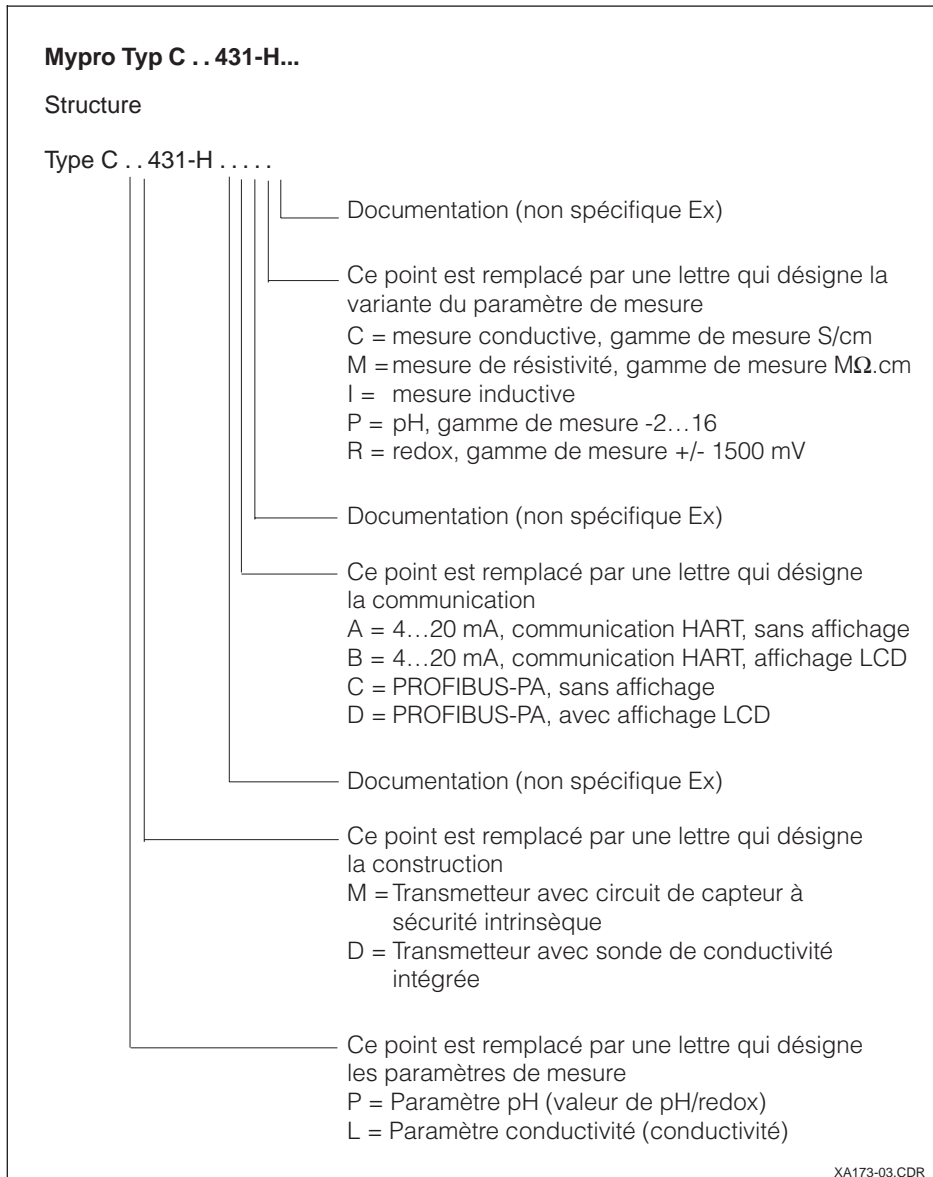 Mypro Typ C . . 431-H...
Structure
Type C . . 431-H . . . . .
Documentation (non spécifique Ex)
Ce point est remplacé par une lettre qui désigne la
variante du paramètre de mesure
C = mesure conductive, gamme de mesure S/cm
M = mesure de résistivité, gamme de mesure MΩ.cm
I = mesure inductive
P = pH, gamme de mesure -2…16
R = redox, gamme de mesure +/- 1500 mV
Documentation (non spécifique Ex)
Ce point est remplacé par une lettre qui désigne
la communication
A = 4…20 mA, communication HART, sans affichage
B = 4…20 mA, communication HART, affichage LCD
C = PROFIBUS-PA, sans affichage
D = PROFIBUS-PA, avec affichage LCD
Documentation (non spécifique Ex)
Ce point est remplacé par une lettre qui désigne
la construction
M = Transmetteur avec circuit de capteur à
sécurité intrinsèque
D = Transmetteur avec sonde de conductivité
intégrée
Ce point est remplacé par une lettre qui désigne
les paramètres de mesure
P = Paramètre pH (valeur de pH/redox)
L = Paramètre conductivité (conductivité)
XA173-03.CDR